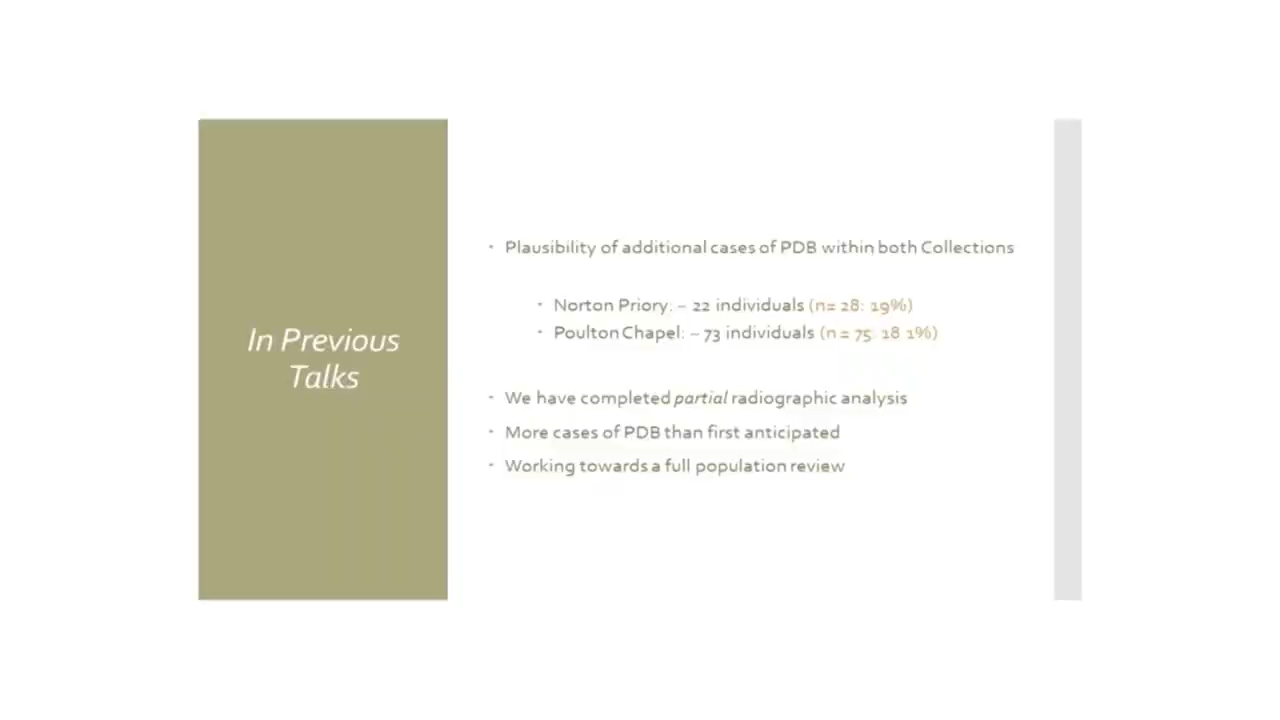 In Previous
Talks
Plausibility of additional cases of PDB within both Collections
Norton Priory: ~ 22 individuals (n= 28: 19%)
Poulton Chapel: ~ 73 individuals (n = 75: 18.1%)
We have completed partial radiographic analysis
More cases of PDB than first anticipated
Working towards a full population review